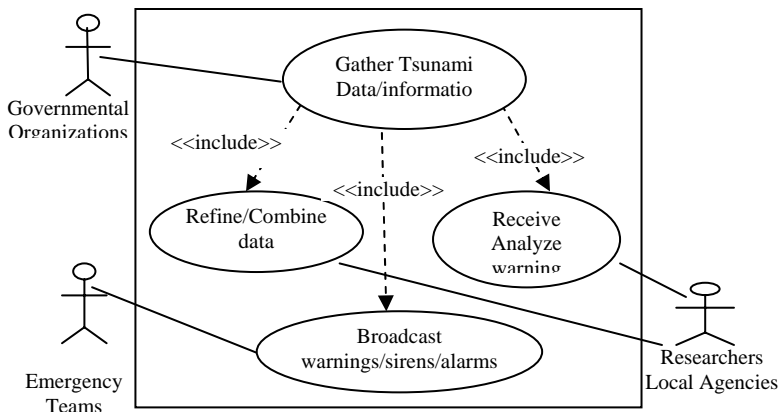 Gather Tsunami
Data/informatio
Governmental
Organizations
<<include>>
<<include>>
<<include>>
Refine/Combine
data
Receive
Analyze
warning
Broadcast
warnings/sirens/alarms
Emergency
Teams
Researchers
Local Agencies